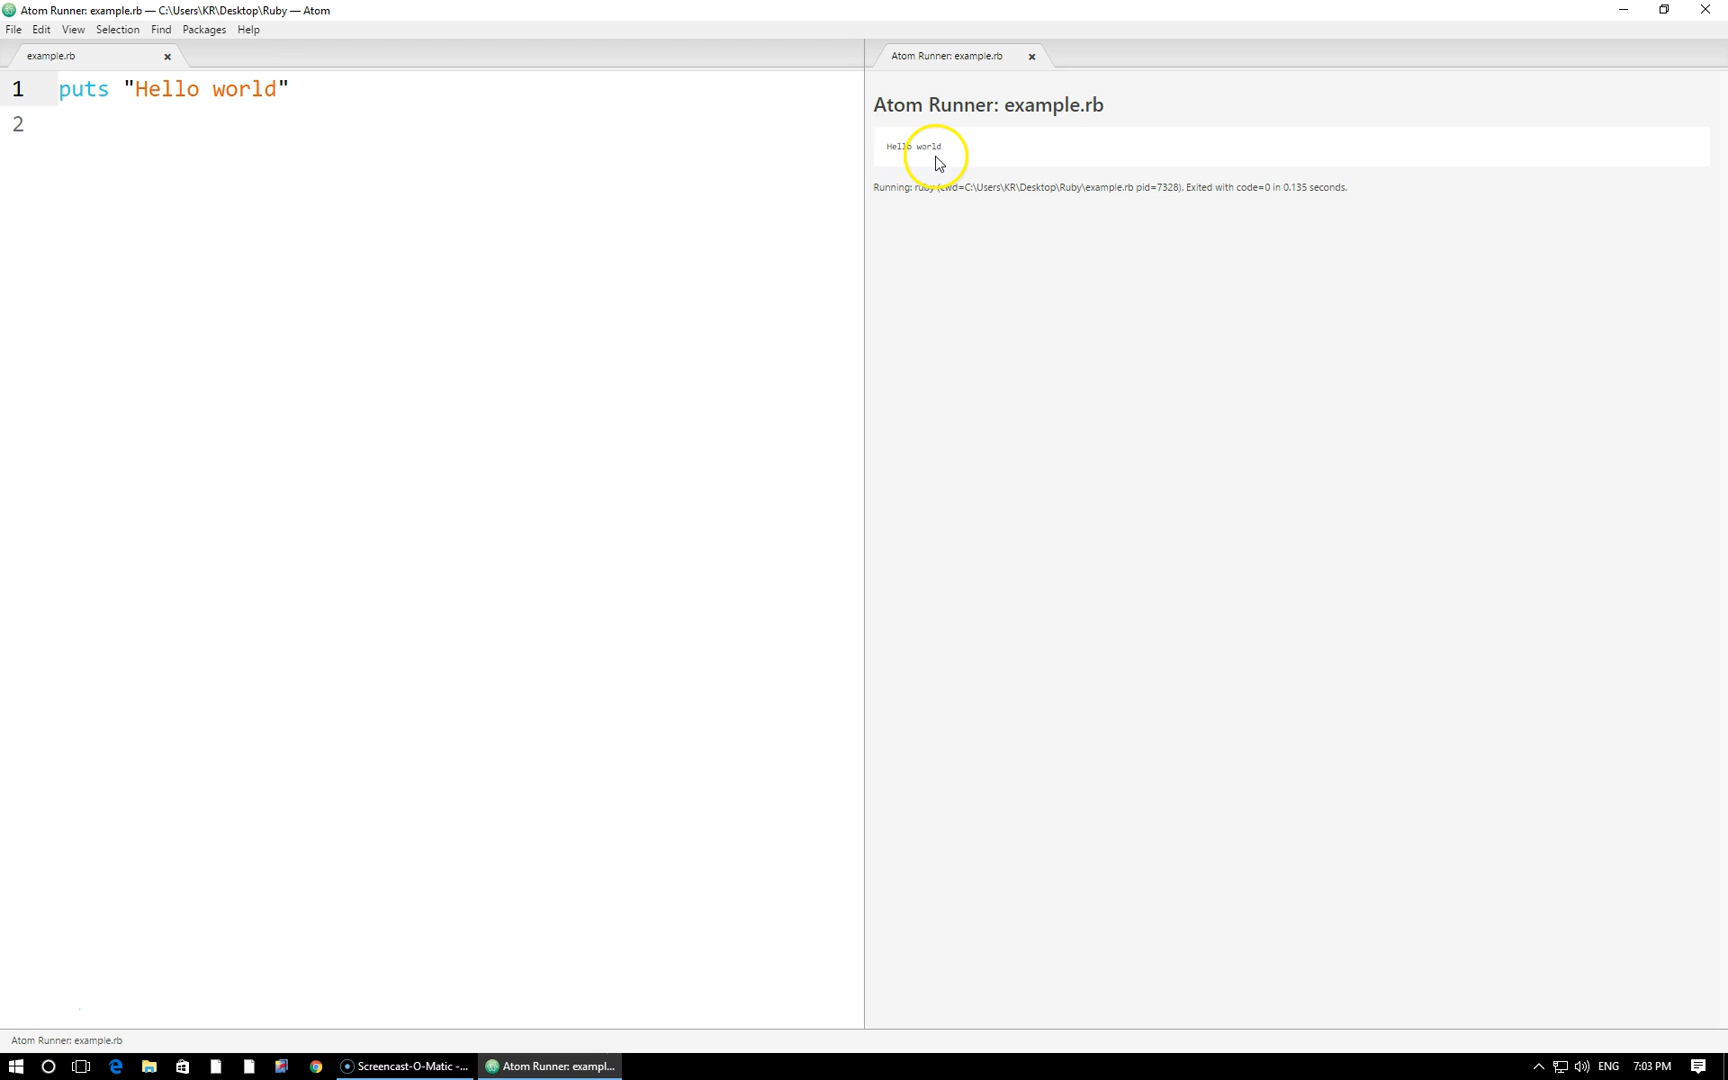 Atom Runner: example.rb — C:\Users\KR\Desktop\Ruby — Atom
File Edit View Selection Find Packages Help
example.rb
Atom Runner: example.rb
1 puts "Hello world"
2
Atom Runner: example.rb
Hello world
Running: ruby (cwd=C:\Users\KR\Desktop\Ruby\example.rb pid=7328). Exited with code=0 in 0.135 seconds.
Atom Runner: example.rb
Screencast-O-Matic -... Atom Runner: exampl... ENG 7:03 PM